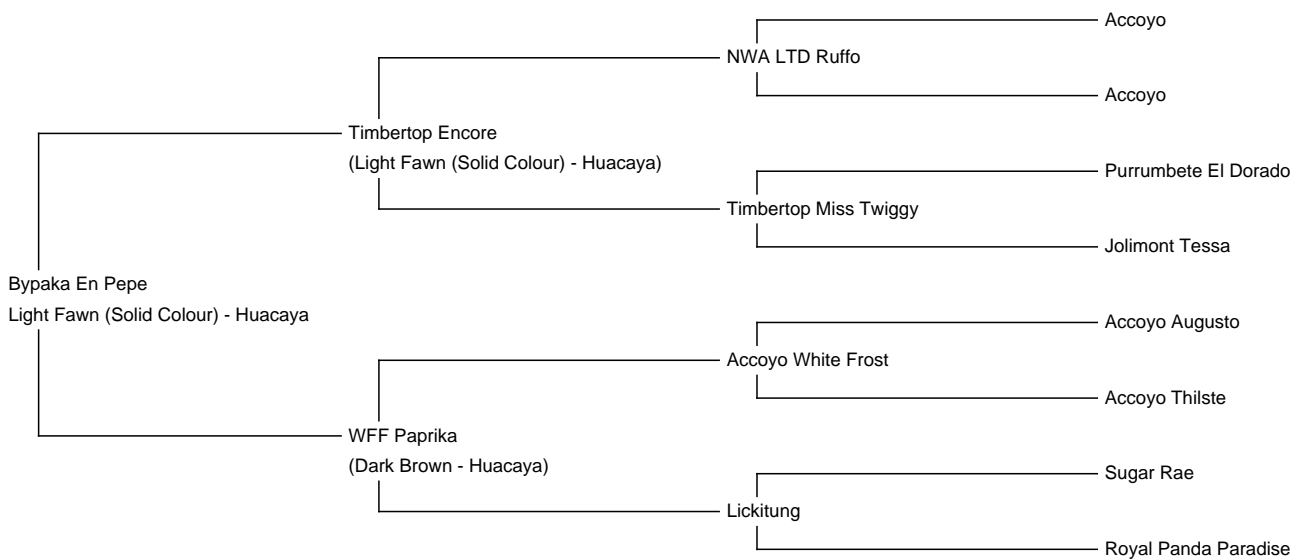 Accoyo
NWA LTD Ruffo
Accoyo
Timbertop Encore
(Light Fawn (Solid Colour) - Huacaya)
Purrumbete El Dorado
Timbertop Miss Twiggy
Jolimont Tessa
Bypaka En Pepe
Light Fawn (Solid Colour) - Huacaya
Accoyo Augusto
Accoyo White Frost
Accoyo Thilste
WFF Paprika
(Dark Brown - Huacaya)
Sugar Rae
Lickitung
Royal Panda Paradise